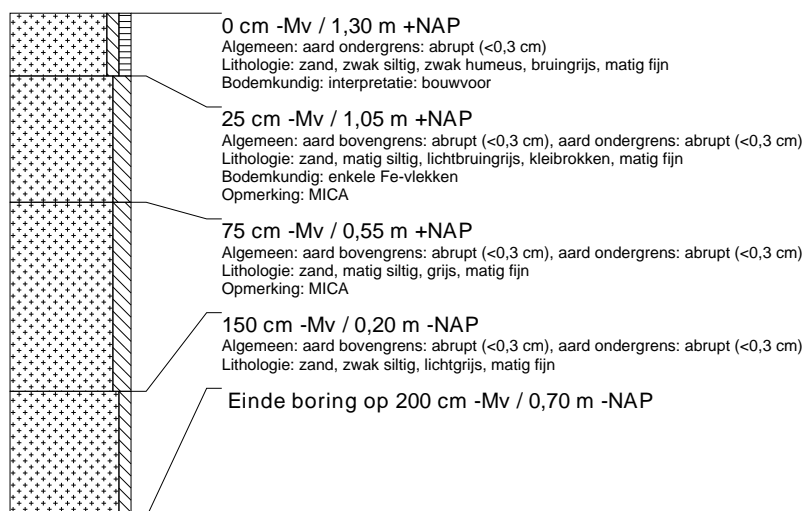 0 cm -Mv / 1,30 m +NAP
Algemeen: aard ondergrens: abrupt (<0,3 cm)
Lithologie: zand, zwak siltig, zwak humeus, bruingrijs, matig fijn
Bodemkundig: interpretatie: bouwvoor
25 cm -Mv / 1,05 m +NAP
Algemeen: aard bovengrens: abrupt (<0,3 cm), aard ondergrens: abrupt (<0,3 cm)
Lithologie: zand, matig siltig, lichtbruingrijs, kleibrokken, matig fijn
Bodemkundig: enkele Fe-vlekken
Opmerking: MICA
75 cm -Mv / 0,55 m +NAP
Algemeen: aard bovengrens: abrupt (<0,3 cm), aard ondergrens: abrupt (<0,3 cm)
Lithologie: zand, matig siltig, grijs, matig fijn
Opmerking: MICA
150 cm -Mv / 0,20 m -NAP
Algemeen: aard bovengrens: abrupt (<0,3 cm), aard ondergrens: abrupt (<0,3 cm)
Lithologie: zand, zwak siltig, lichtgrijs, matig fijn
Einde boring op 200 cm -Mv / 0,70 m -NAP